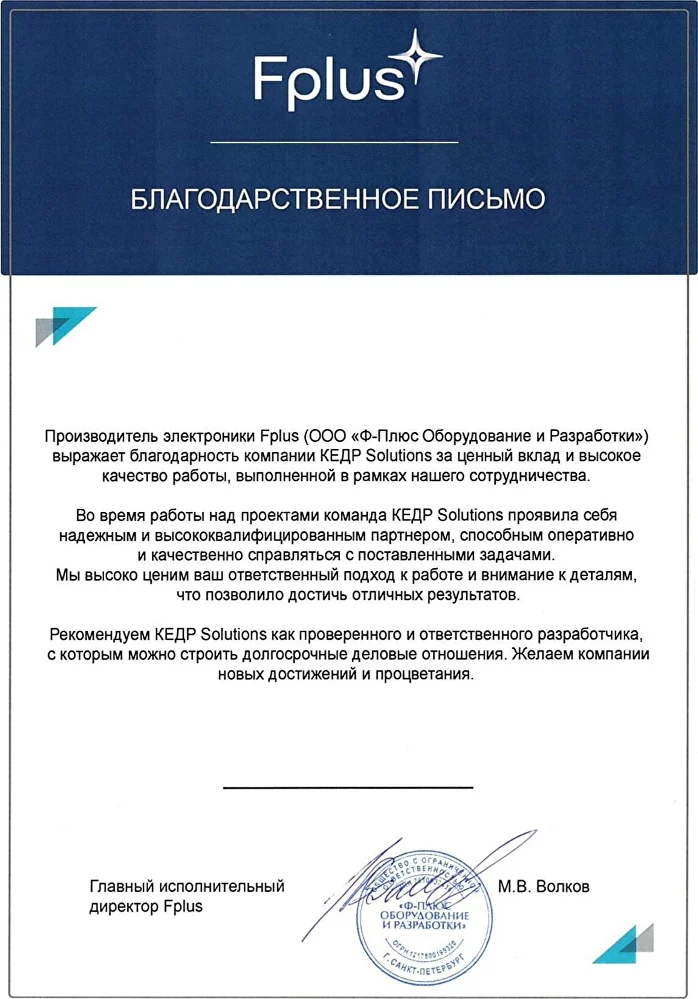 Fplus
БЛАГОДАРСТВЕННОЕ ПИСЬМО
Производитель электроники Fplus (ООО «Ф-Плюс Оборудование и Разработки»)
выражает благодарность компании КЕДР Solutions за ценный вклад и высокое
качество работы, выполненной в рамках нашего сотрудничества.
Во время работы над проектами команда КЕДР Solutions проявила себя
надежным и высококвалифицированным партнером, способным оперативно
и качественно справляться с поставленными задачами.
Мы высоко ценим ваш ответственный подход к работе и внимание к деталям,
что позволило достичь отличных результатов.
Рекомендуем КЕДР Solutions как проверенного и ответственного разработчика,
с которым можно строить долгосрочные деловые отношения. Желаем компании
новых достижений и процветания.
Главный исполнительный
директор Fplus
ОБЩЕСТВО С ОГРАНИЧЕННОЙ
ОТВЕТСТВЕННОСТЬЮ
«Ф-ПЛЮС
ОБОРУДОВАНИЕ
И РАЗРАБОТКИ»
Г. САНКТ-ПЕТЕРБУРГ
М.В. Волков